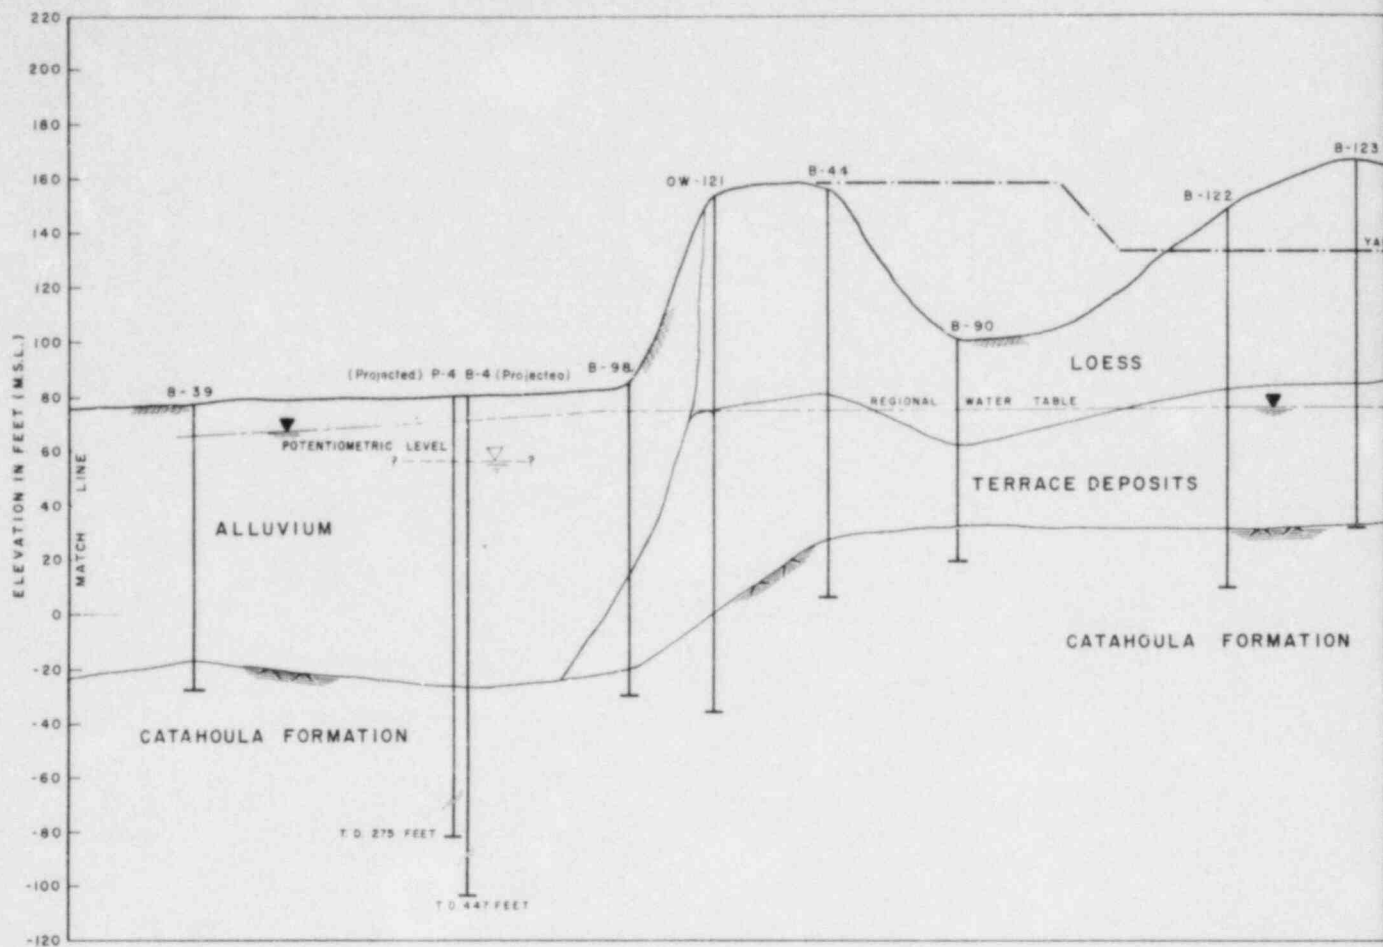 220
200
180
160
140
120
100
80
60
40
20
0
-20
-40
-60
-80
-100
-120
ELEVATION IN FEET (M.S.L.)
MATCH LINE
B-39
(Projected) P-4 B-4 (Projected)
B-98
OW-121
B-44
B-90
B-122
B-123
YA
LOESS
REGIONAL WATER TABLE
POTENTIOMETRIC LEVEL
? ?
TERRACE DEPOSITS
ALLUVIUM
CATAHOULA FORMATION
CATAHOULA FORMATION
T.D. 275 FEET
T.D. 447 FEET